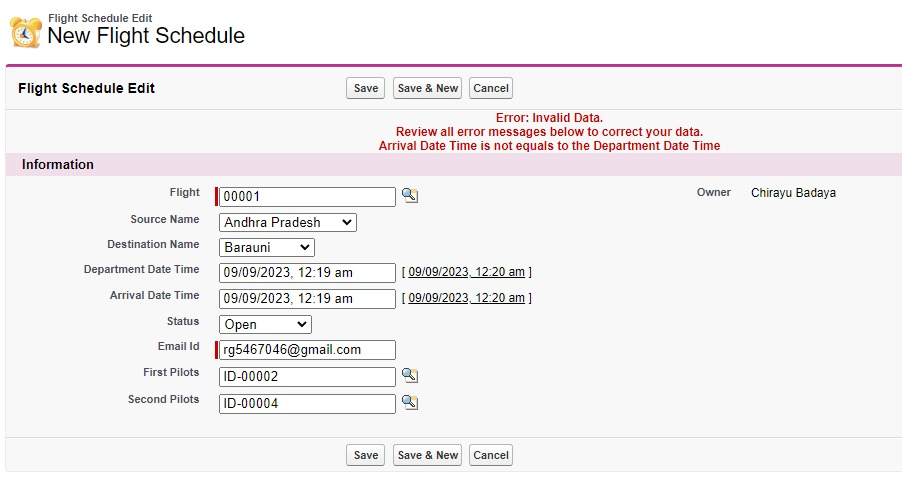 Flight Schedule Edit
New Flight Schedule
Flight Schedule Edit Save Save & New Cancel
Error: Invalid Data.
Review all error messages below to correct your data.
Arrival Date Time is not equals to the Department Date Time
Information
Flight 00001 Owner Chirayu Badaya
Source Name Andhra Pradesh
Destination Name Barauni
Department Date Time 09/09/2023, 12:19 am [ 09/09/2023, 12:20 am ]
Arrival Date Time 09/09/2023, 12:19 am [ 09/09/2023, 12:20 am ]
Status Open
Email Id rg5467046@gmail.com
First Pilots ID-00002
Second Pilots ID-00004
Save Save & New Cancel